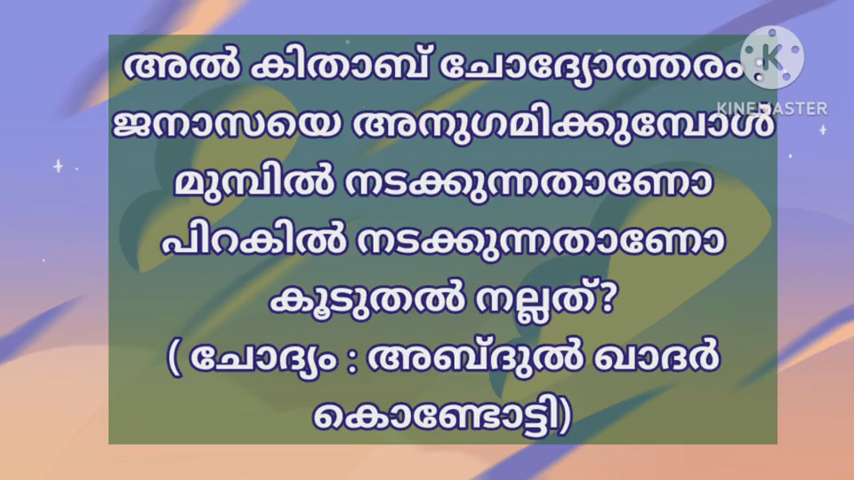 അൽ കിതാബ് ചോദ്യോത്തരം :
ജനാസയെ അനുഗമിക്കുമ്പോൾ
മുമ്പിൽ നടക്കുന്നതാണോ
പിറകിൽ നടക്കുന്നതാണോ
കൂടുതൽ നല്ലത്?
( ചോദ്യം : അബ്ദുൽ ഖാദർ
കൊണ്ടോട്ടി)
K
KINEMASTER